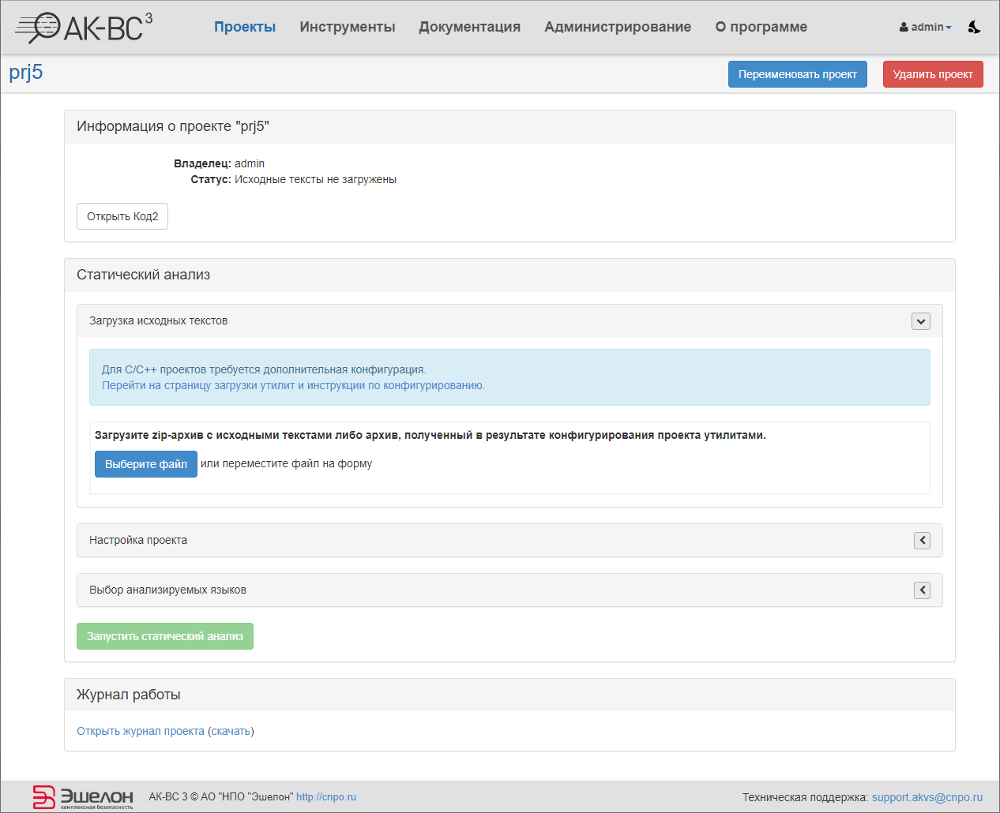 АК-ВС 3
Проекты
Инструменты
Документация
Администрирование
О программе
admin
prj5
Переименовать проект
Удалить проект
Информация о проекте "prj5"
Владелец: admin
Статус: Исходные тексты не загружены
Открыть Код2
Статический анализ
Загрузка исходных текстов
Для C/C++ проектов требуется дополнительная конфигурация.
Перейти на страницу загрузки утилит и инструкции по конфигурированию.
Загрузите zip-архив с исходными текстами либо архив, полученный в результате конфигурирования проекта утилитами.
Выберите файл или переместите файл на форму
Настройка проекта
Выбор анализируемых языков
Запустить статический анализ
Журнал работы
Открыть журнал проекта (скачать)
Эшелон
комплексная безопасность
АК-ВС 3 © АО "НПО "Эшелон" http://cnpo.ru
Техническая поддержка: support.akvs@cnpo.ru